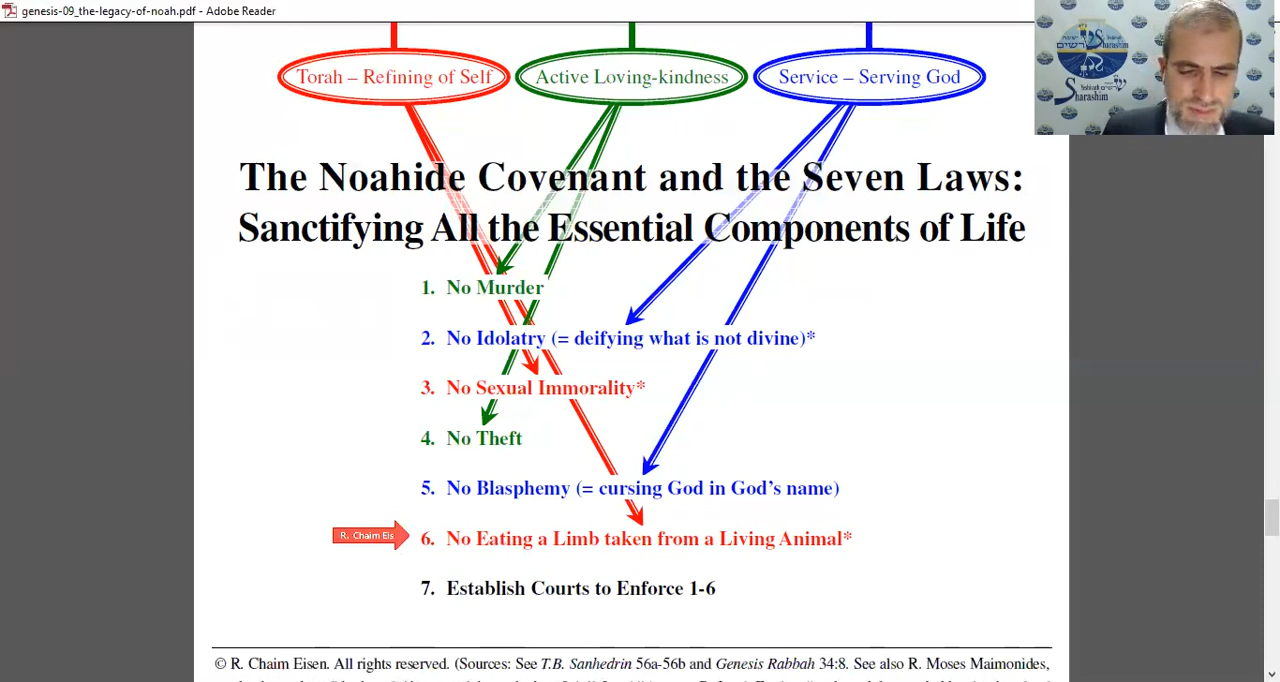 genesis-09_the-legacy-of-noah.pdf - Adobe Reader
Torah – Refining of Self
Active Loving-kindness
Service – Serving God
Sharashim
Yeshivath
Sharashim
The Noahide Covenant and the Seven Laws:
Sanctifying All the Essential Components of Life
1. No Murder
2. No Idolatry (= deifying what is not divine)*
3. No Sexual Immorality*
4. No Theft
5. No Blasphemy (= cursing God in God’s name)
R. Chaim Eis
6. No Eating a Limb taken from a Living Animal*
7. Establish Courts to Enforce 1-6
© R. Chaim Eisen. All rights reserved. (Sources: See T.B. Sanhedrin 56a-56b and Genesis Rabbah 34:8. See also R. Moses Maimonides,